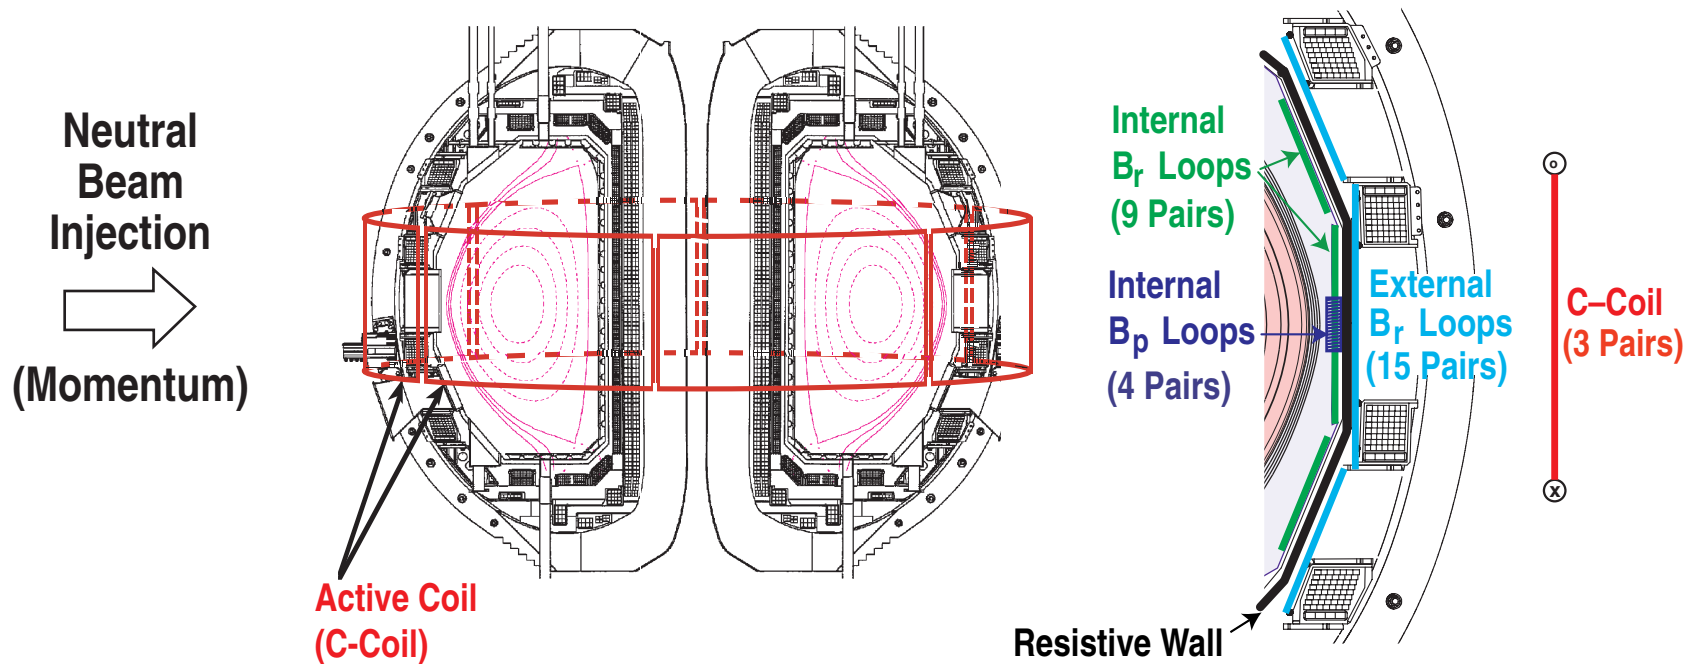 Neutral
Beam
Injection
(Momentum)
Active Coil
(C-Coil)
Internal
Br Loops
(9 Pairs)
Internal
Bp Loops
(4 Pairs)
External
Br Loops
(15 Pairs)
C–Coil
(3 Pairs)
o
x
Resistive Wall